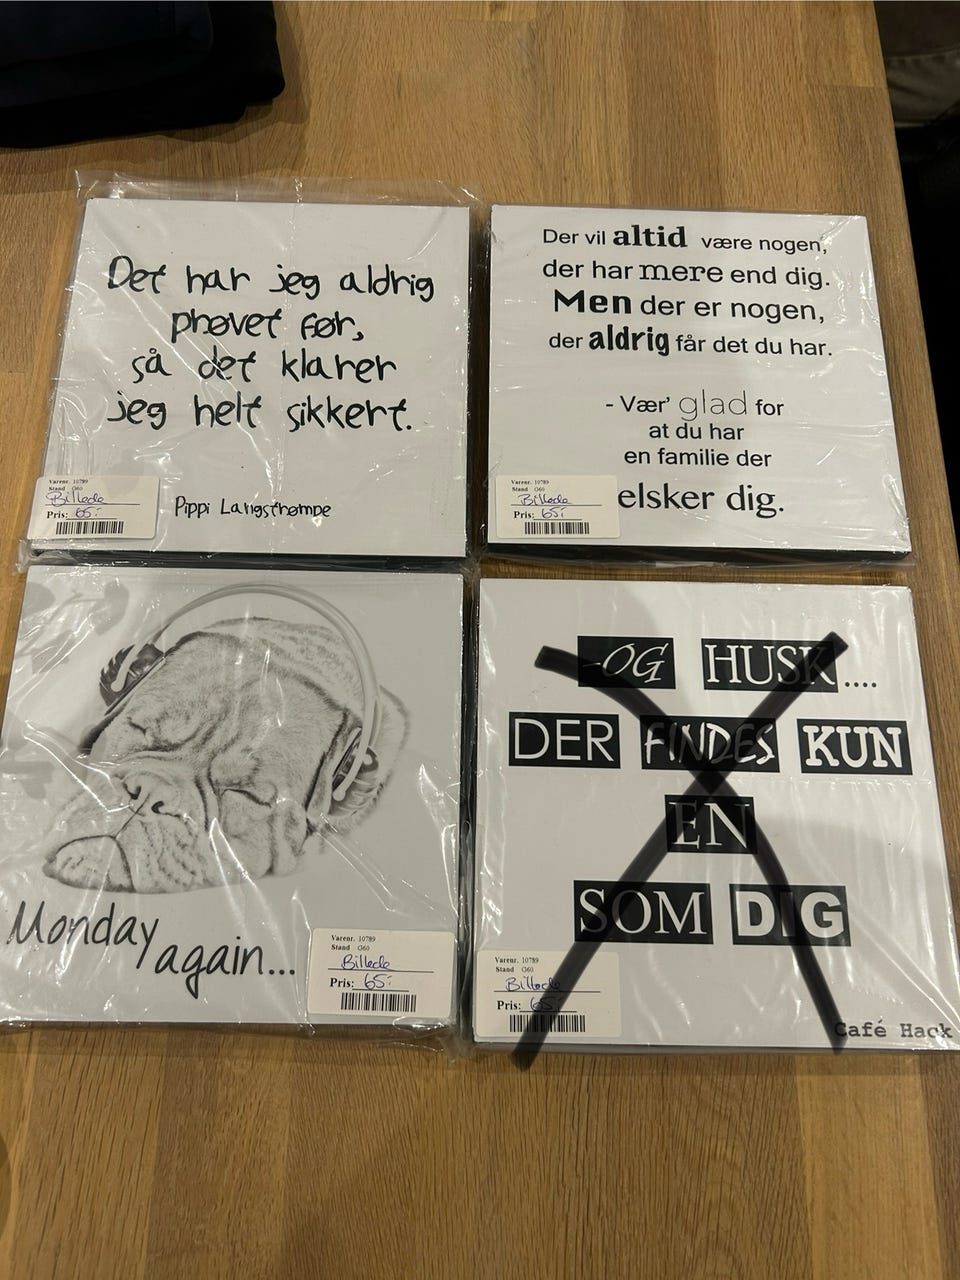 Det har jeg aldrig
prøvet før,
så det klarer
jeg helt sikkert.
Pippi Langstrømpe
Varenr. 10789
Stand G60
Billede
Pris: 65,-
Der vil altid være nogen,
der har mere end dig.
Men der er nogen,
der aldrig får det du har.
- Vær' glad for
at du har
en familie der
elsker dig.
Varenr. 10789
Stand G60
Billede
Pris: 65,-
Monday
again...
Varenr. 10789
Stand G60
Billede
Pris: 65,-
-OG HUSK....
DER FINDES KUN
EN
SOM DIG
Café Hack
Varenr. 10789
Stand G60
Billede
Pris: 65,-